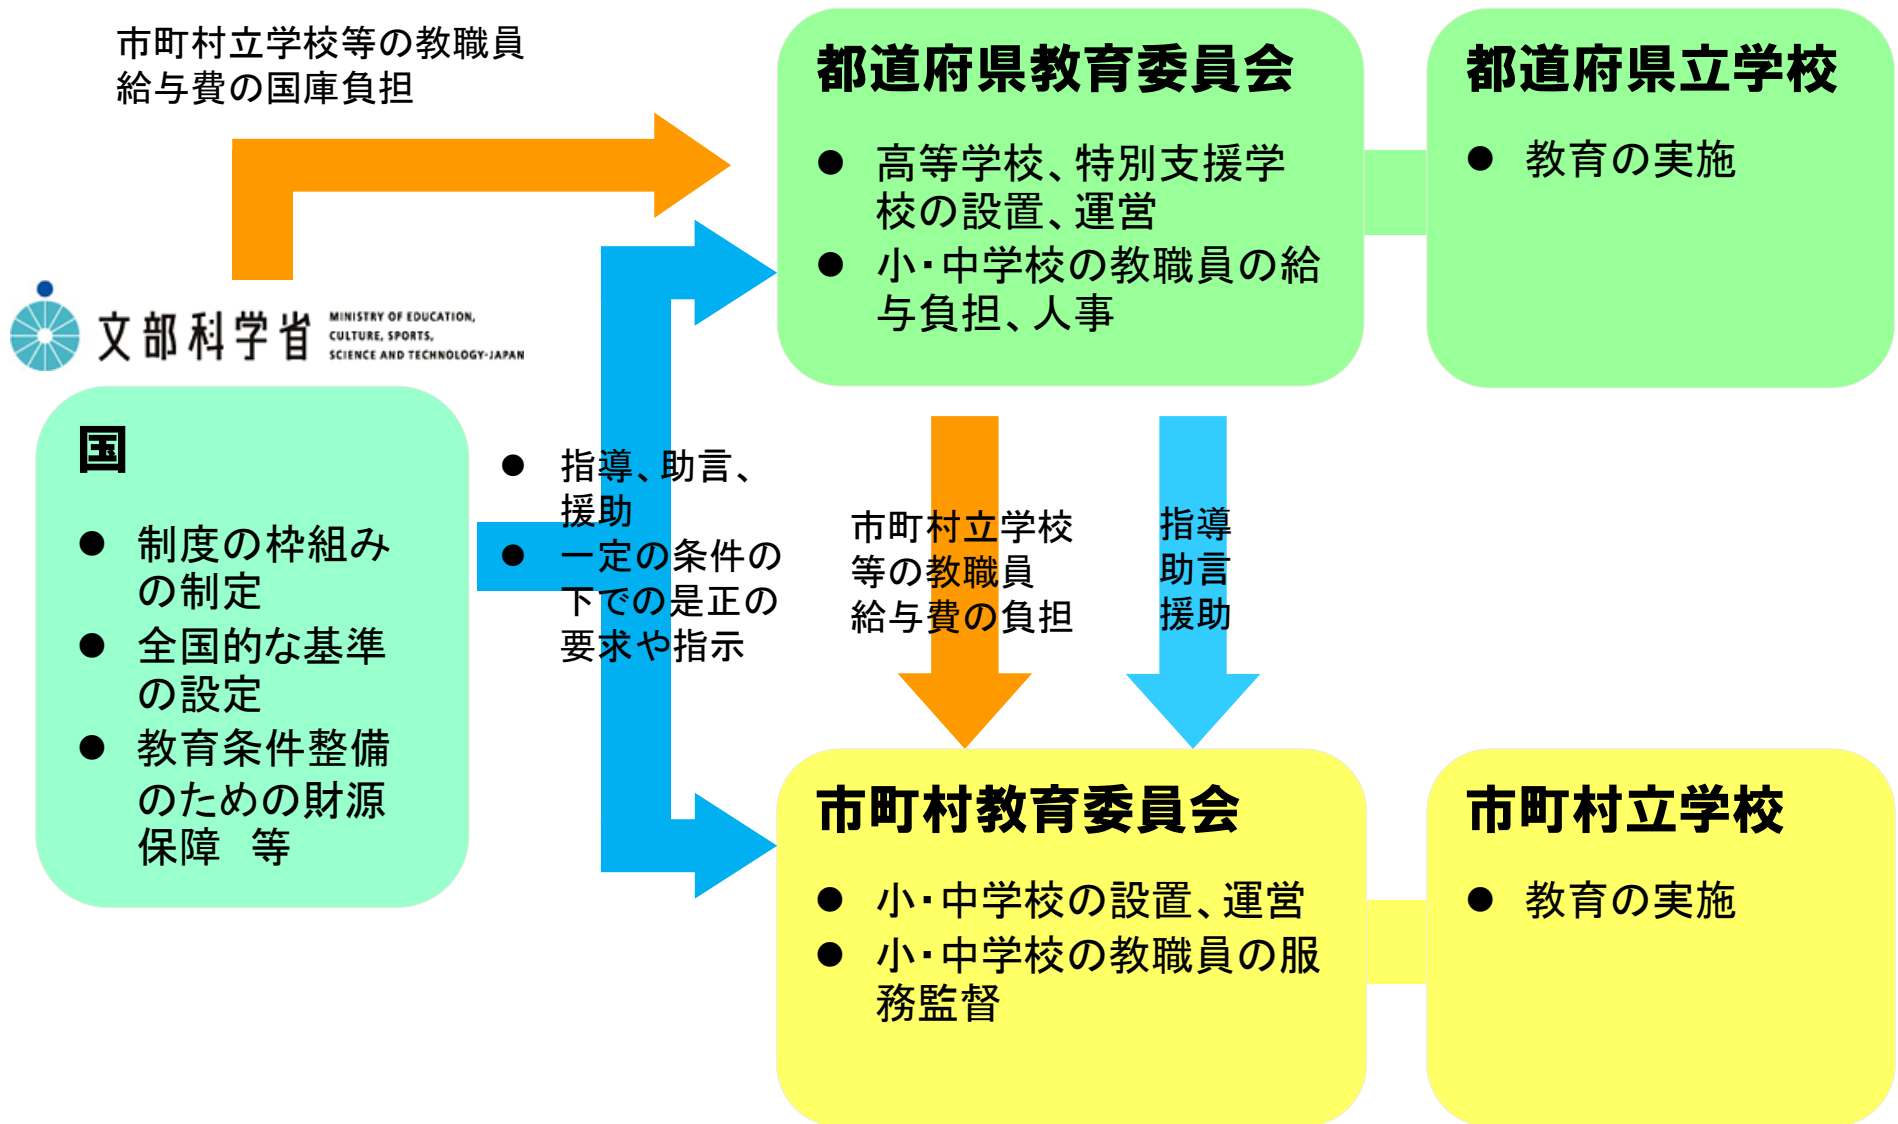 市町村立学校等の教職員
給与費の国庫負担
文部科学省
MINISTRY OF EDUCATION,
CULTURE, SPORTS,
SCIENCE AND TECHNOLOGY-JAPAN
国
● 制度の枠組み
の制定
● 全国的な基準
の設定
● 教育条件整備
のための財源
保障　等
● 指導、助言、
援助
● 一定の条件の
下での是正の
要求や指示
都道府県教育委員会
● 高等学校、特別支援学
校の設置、運営
● 小・中学校の教職員の給
与負担、人事
都道府県立学校
● 教育の実施
市町村立学校
等の教職員
給与費の負担
指導
助言
援助
市町村教育委員会
● 小・中学校の設置、運営
● 小・中学校の教職員の服
務監督
市町村立学校
● 教育の実施